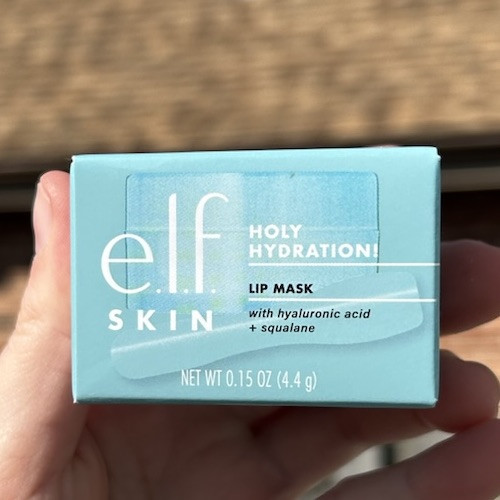 e.l.f.
SKIN
HOLY
HYDRATION!
LIP MASK
with hyaluronic acid
+ squalane
NET WT 0.15 OZ (4.4 g)